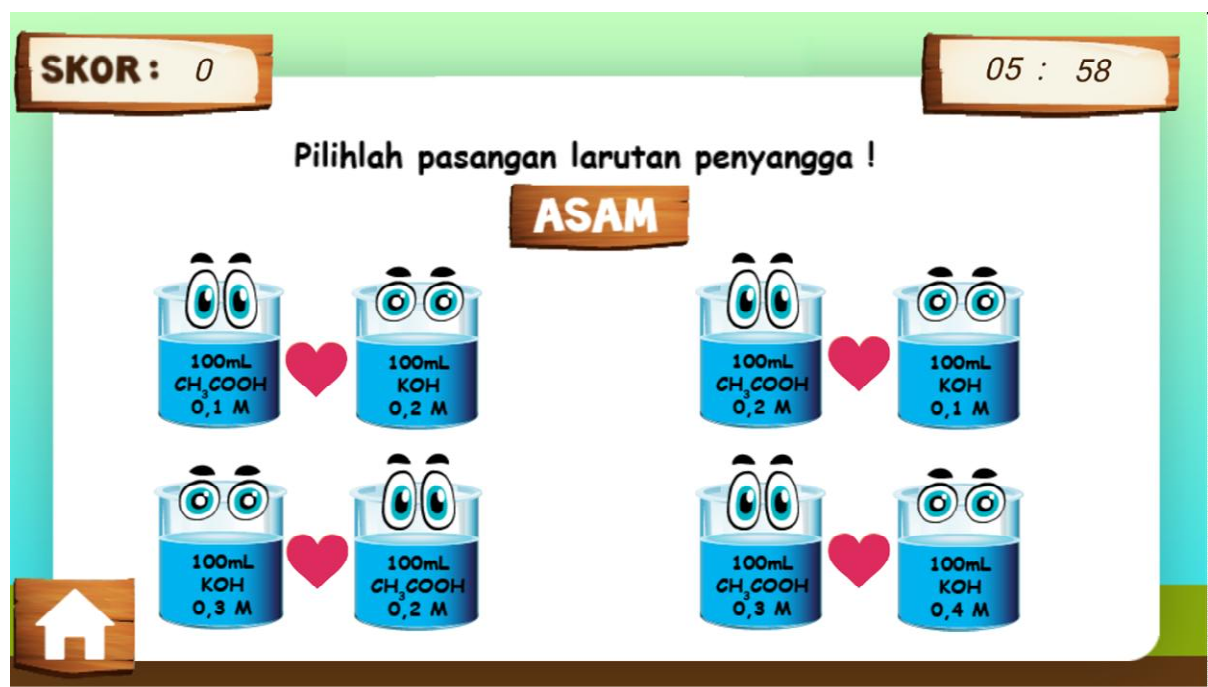 SKOR: 0
05 : 58
Pilihlah pasangan larutan penyangga !
ASAM
100mL
CH₃COOH
0,1 M
100mL
KOH
0,2 M
100mL
CH₃COOH
0,2 M
100mL
KOH
0,1 M
100mL
KOH
0,3 M
100mL
CH₃COOH
0,2 M
100mL
CH₃COOH
0,3 M
100mL
KOH
0,4 M